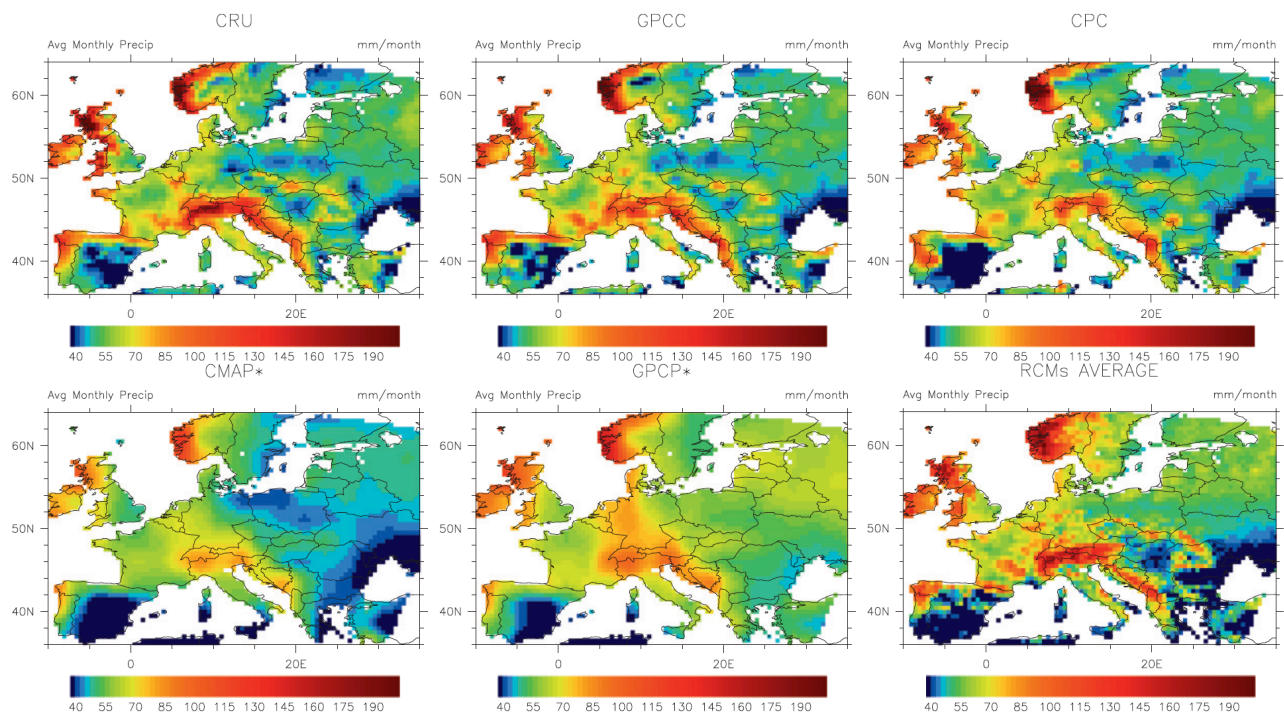 CRU GPCC CPC
Avg Monthly Precip mm/month Avg Monthly Precip mm/month Avg Monthly Precip mm/month
60N 60N 60N
50N 50N 50N
40N 40N 40N
0 20E 0 20E 0 20E
40 55 70 85 100 115 130 145 160 175 190 40 55 70 85 100 115 130 145 160 175 190 40 55 70 85 100 115 130 145 160 175 190
CMAP* GPCP* RCMs AVERAGE
Avg Monthly Precip mm/month Avg Monthly Precip mm/month Avg Monthly Precip mm/month
60N 60N 60N
50N 50N 50N
40N 40N 40N
0 20E 0 20E 0 20E
40 55 70 85 100 115 130 145 160 175 190 40 55 70 85 100 115 130 145 160 175 190 40 55 70 85 100 115 130 145 160 175 190